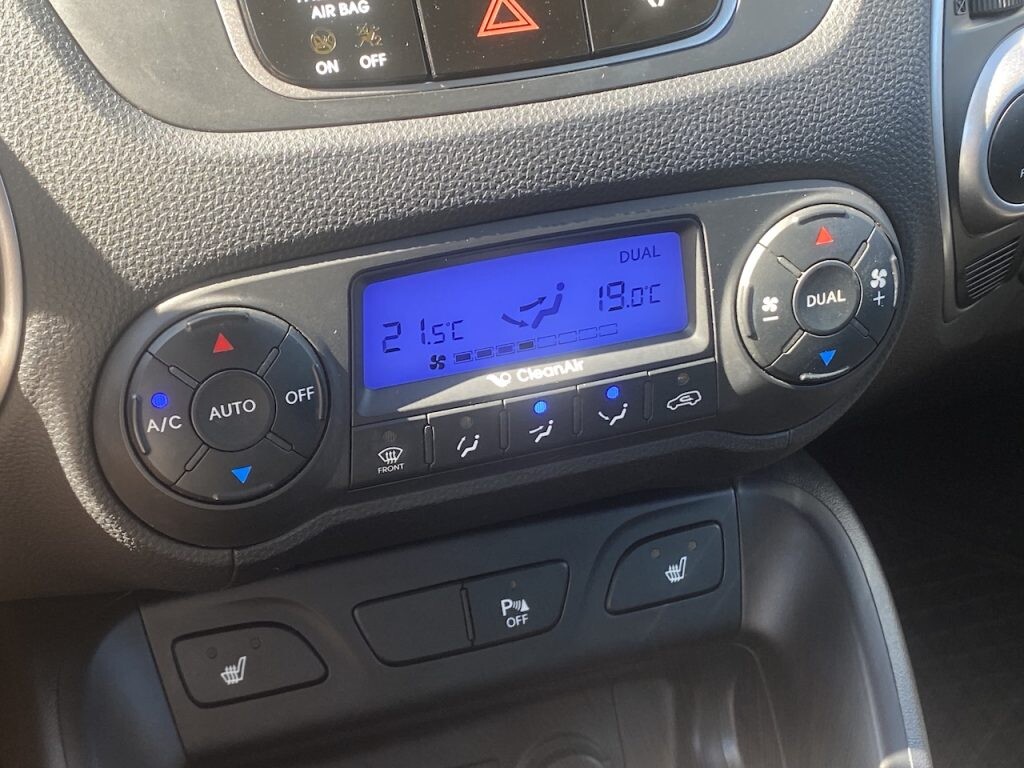 AIR BAG
ON OFF
DUAL
21.5°C
19.0°C
CleanAir
A/C
AUTO
OFF
FRONT
DUAL
− +
P OFF